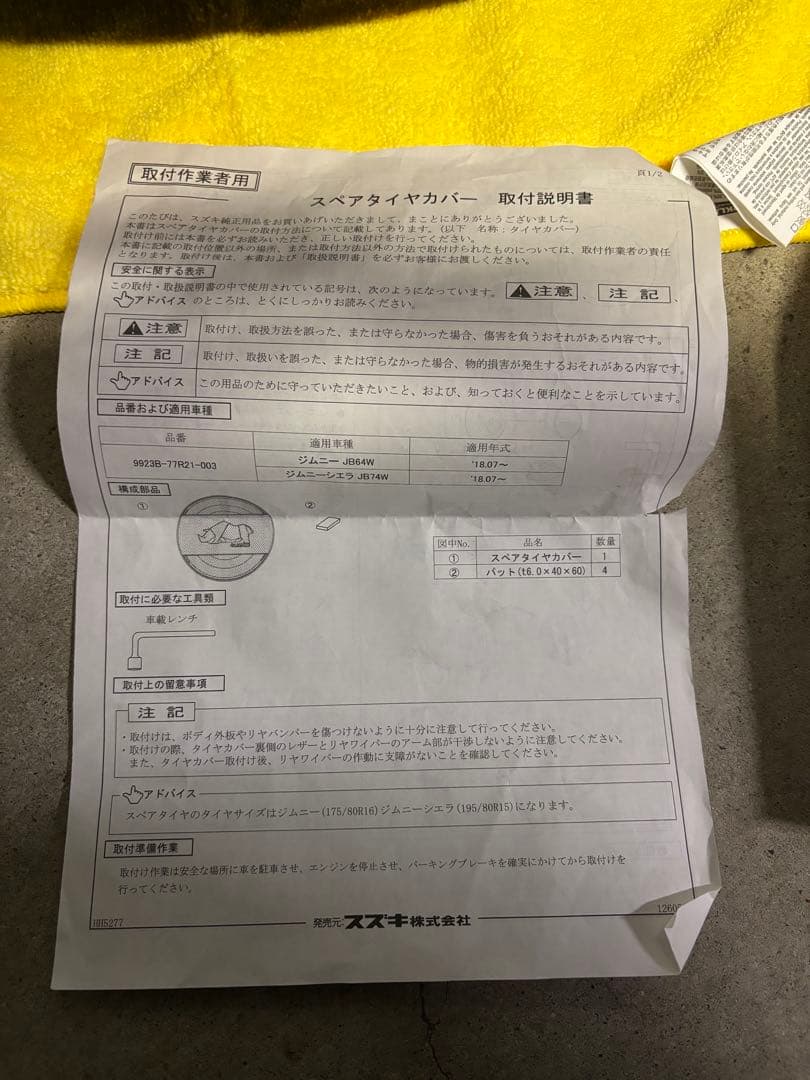 取付作業者用
頁1/2
スペアタイヤカバー 取付説明書
このたびは、スズキ純正用品をお買いあげいただきまして、まことにありがとうございました。
本書はスペアタイヤカバーの取付方法について記載してあります。(以下 名称:タイヤカバー)
取付け前には本書を必ずお読みいただき、正しい取付けを行ってください。
本書に記載の取付位置以外の場所、または取付方法以外の方法で取付けられたものについては、取付作業者の責任
となります。取付け後は、本書および「取扱説明書」を必ずお客様にお渡しください。
安全に関する表示
この取付・取扱説明書の中で使用されている記号は、次のようになっています。 ⚠注意 、 注記 、
アドバイス のところは、とくにしっかりお読みください。
⚠注意 取付け、取扱方法を誤った、または守らなかった場合、傷害を負うおそれがある内容です。
注記 取付け、取扱いを誤った、または守らなかった場合、物的損害が発生するおそれがある内容です。
アドバイス この用品のために守っていただきたいこと、および、知っておくと便利なことを示しています。
品番および適用車種
品番 適用車種 適用年式
9923B-77R21-003 ジムニー JB64W '18.07~
ジムニーシエラ JB74W '18.07~
構成部品
① ②
図中No. 品名 数量
① スペアタイヤカバー 1
② パット(t6.0×40×60) 4
取付に必要な工具類
車載レンチ
取付上の留意事項
注記
・取付けは、ボディ外板やリヤバンパーを傷つけないように十分に注意して行ってください。
・取付けの際、タイヤカバー裏側のレザーとリヤワイパーのアーム部が干渉しないように注意してください。
また、タイヤカバー取付け後、リヤワイパーの作動に支障がないことを確認してください。
アドバイス
スペアタイヤのタイヤサイズはジムニー(175/80R16)ジムニーシエラ(195/80R15)になります。
取付準備作業
取付け作業は安全な場所に車を駐車させ、エンジンを停止させ、パーキングブレーキを確実にかけてから取付けを
行ってください。
HH5277
発売元:スズキ株式会社